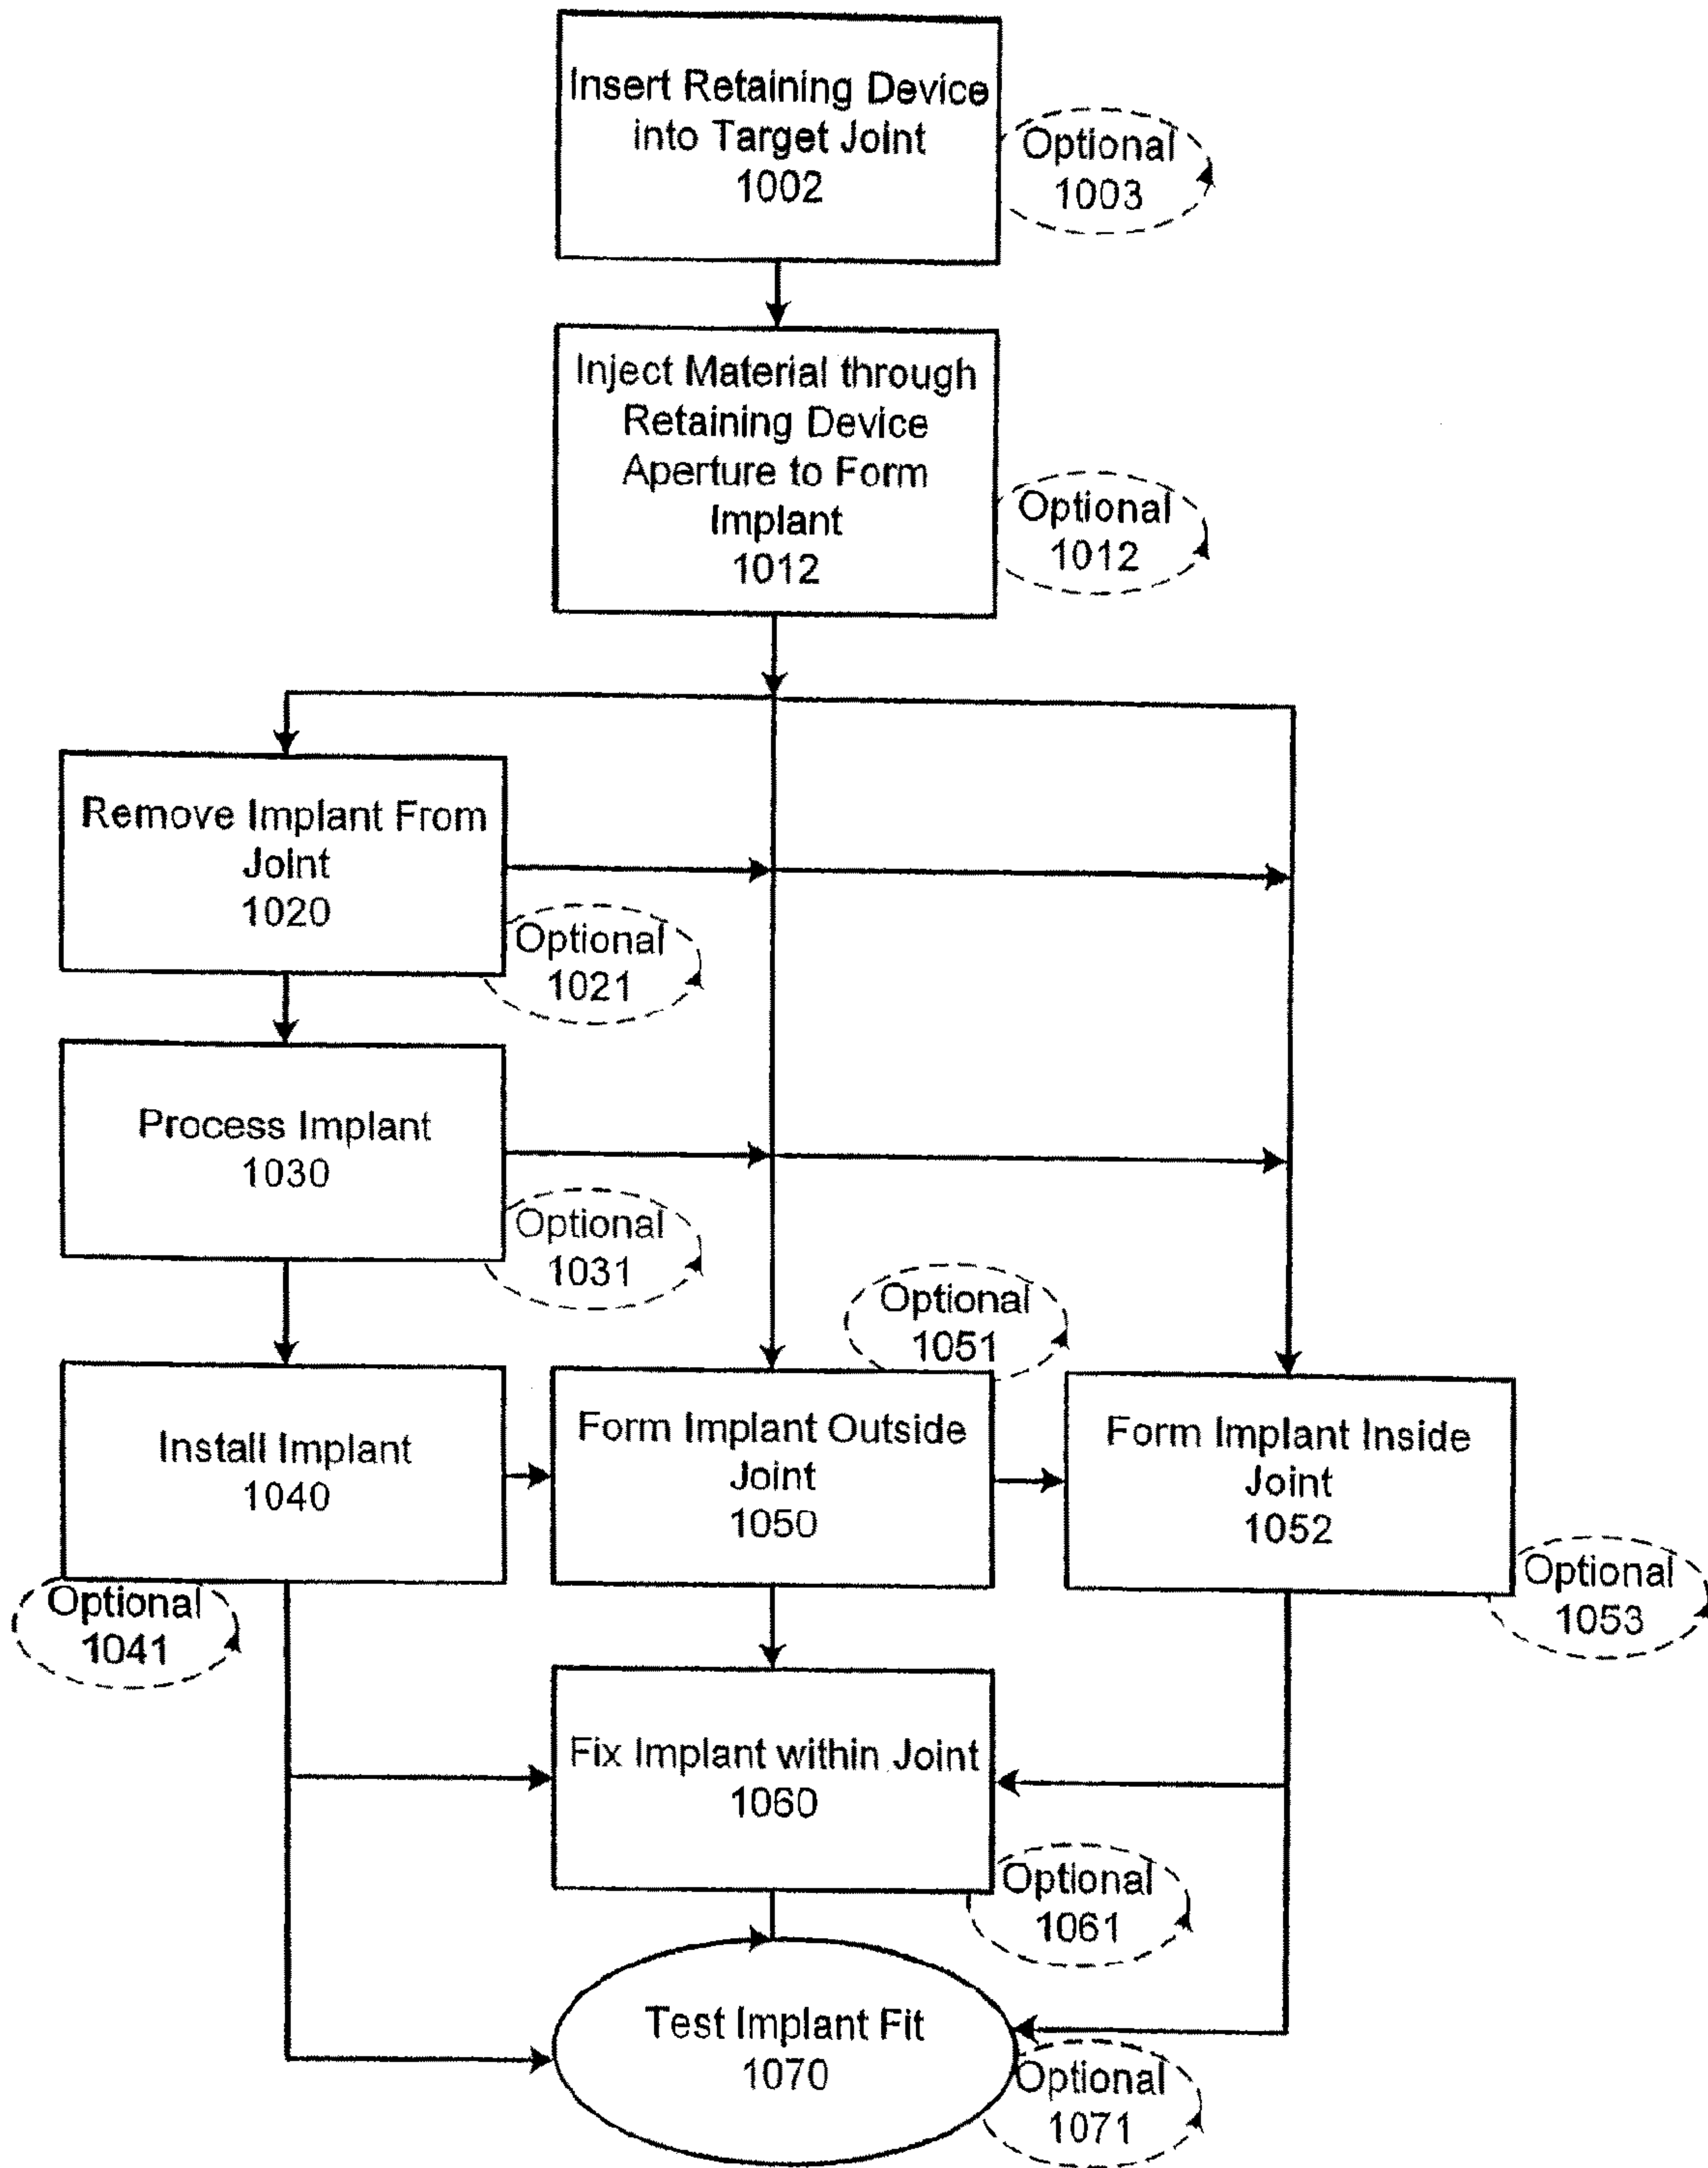 Insert Retaining Device
into Target Joint
1002
Optional
1003
Inject Material through
Retaining Device
Aperture to Form
Implant
1012
Optional
1012
Remove Implant From
Joint
1020
Optional
1021
Process Implant
1030
Optional
1031
Optional
1051
Install Implant
1040
Optional
1041
Form Implant Outside
Joint
1050
Form Implant Inside
Joint
1052
Optional
1053
Fix Implant within Joint
1060
Optional
1061
Test Implant Fit
1070
Optional
1071